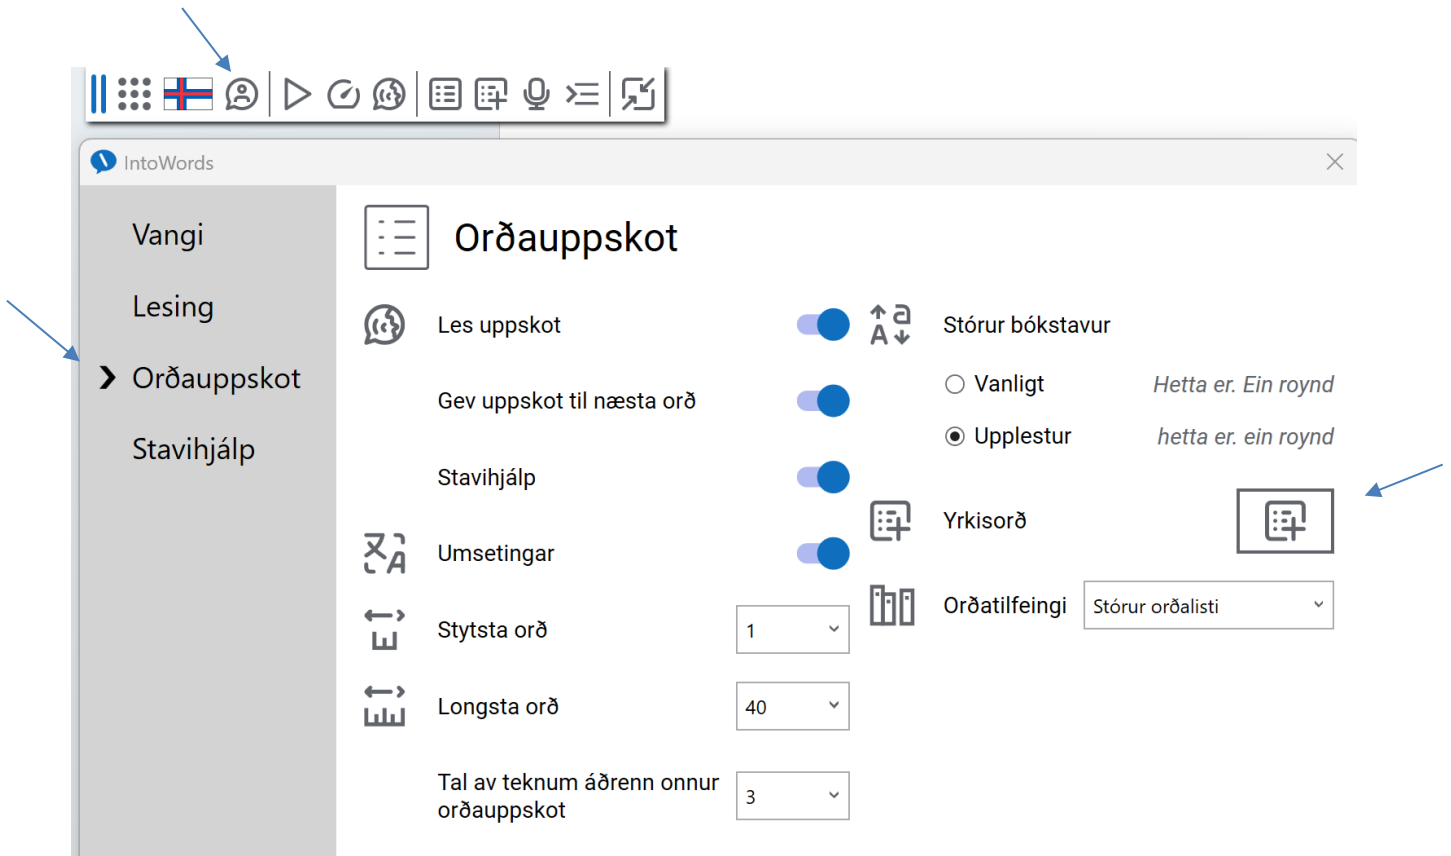 IntoWords
Vangi
Lesing
Orðauppskot
Stavihjálp
Orðauppskot
Les uppskot
Gev uppskot til næsta orð
Stavihjálp
Umsetingar
Stytsta orð
1
Longsta orð
40
Tal av teknum áðrenn onnur
orðauppskot
3
Stórur bókstavur
Vanligt
Hetta er. Ein roynd
Upplestur
hetta er. ein roynd
Yrkisorð
Orðatilfeingi
Stórur orðalisti